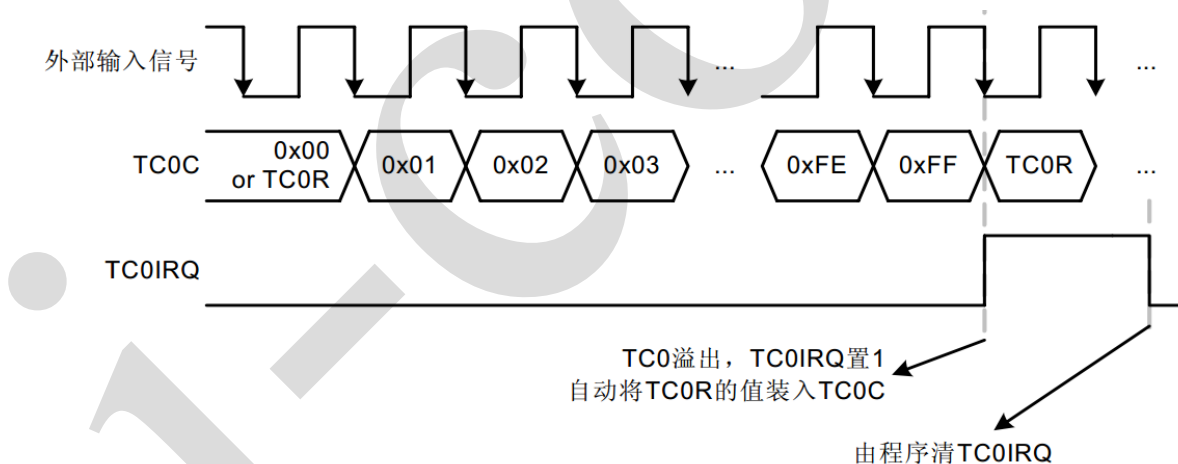 外部输入信号
...
...
TC0C
0x00
or TC0R
0x01
0x02
0x03
...
0xFE
0xFF
TC0R
...
TC0IRQ
TC0溢出，TC0IRQ置1
自动将TC0R的值装入TC0C
由程序清TC0IRQ